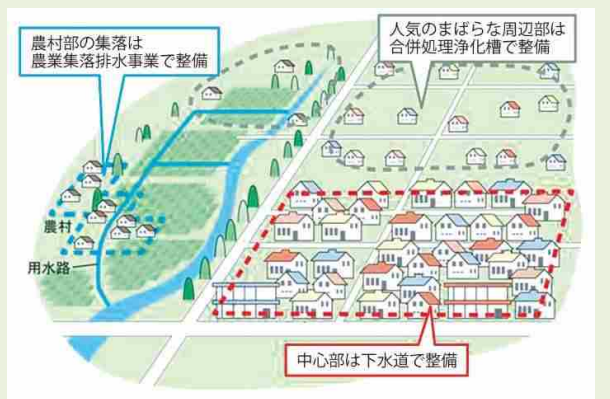 農村部の集落は
農業集落排水事業で整備
人気のまばらな周辺部は
合併処理浄化槽で整備
農村
用水路
中心部は下水道で整備